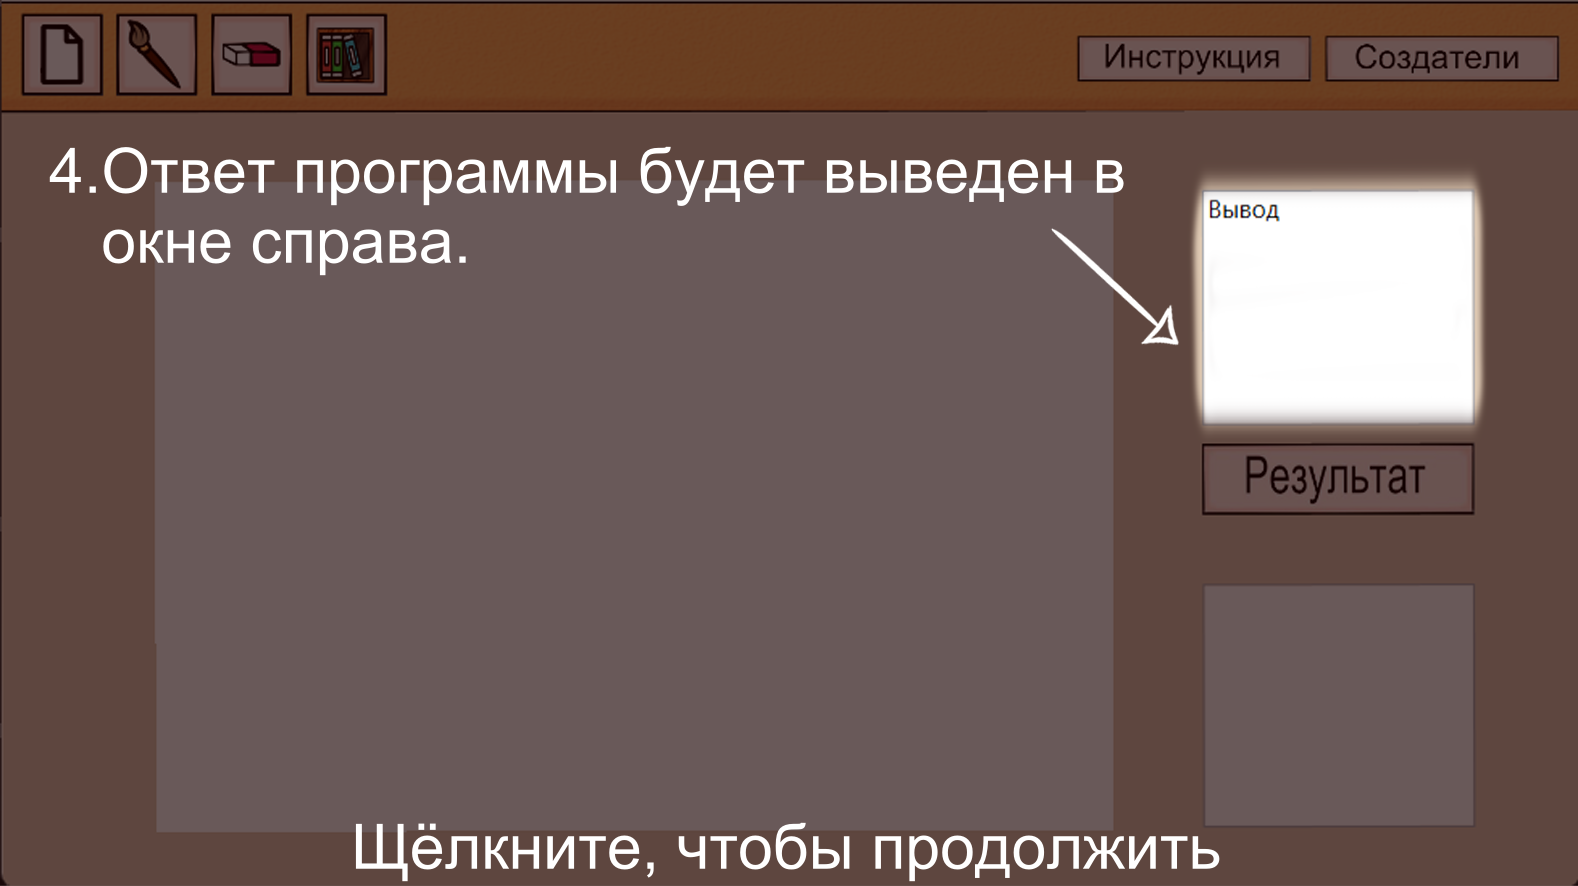 Инструкция
Создатели
4.Ответ программы будет выведен в
окне справа.
Вывод
Результат
Щёлкните, чтобы продолжить